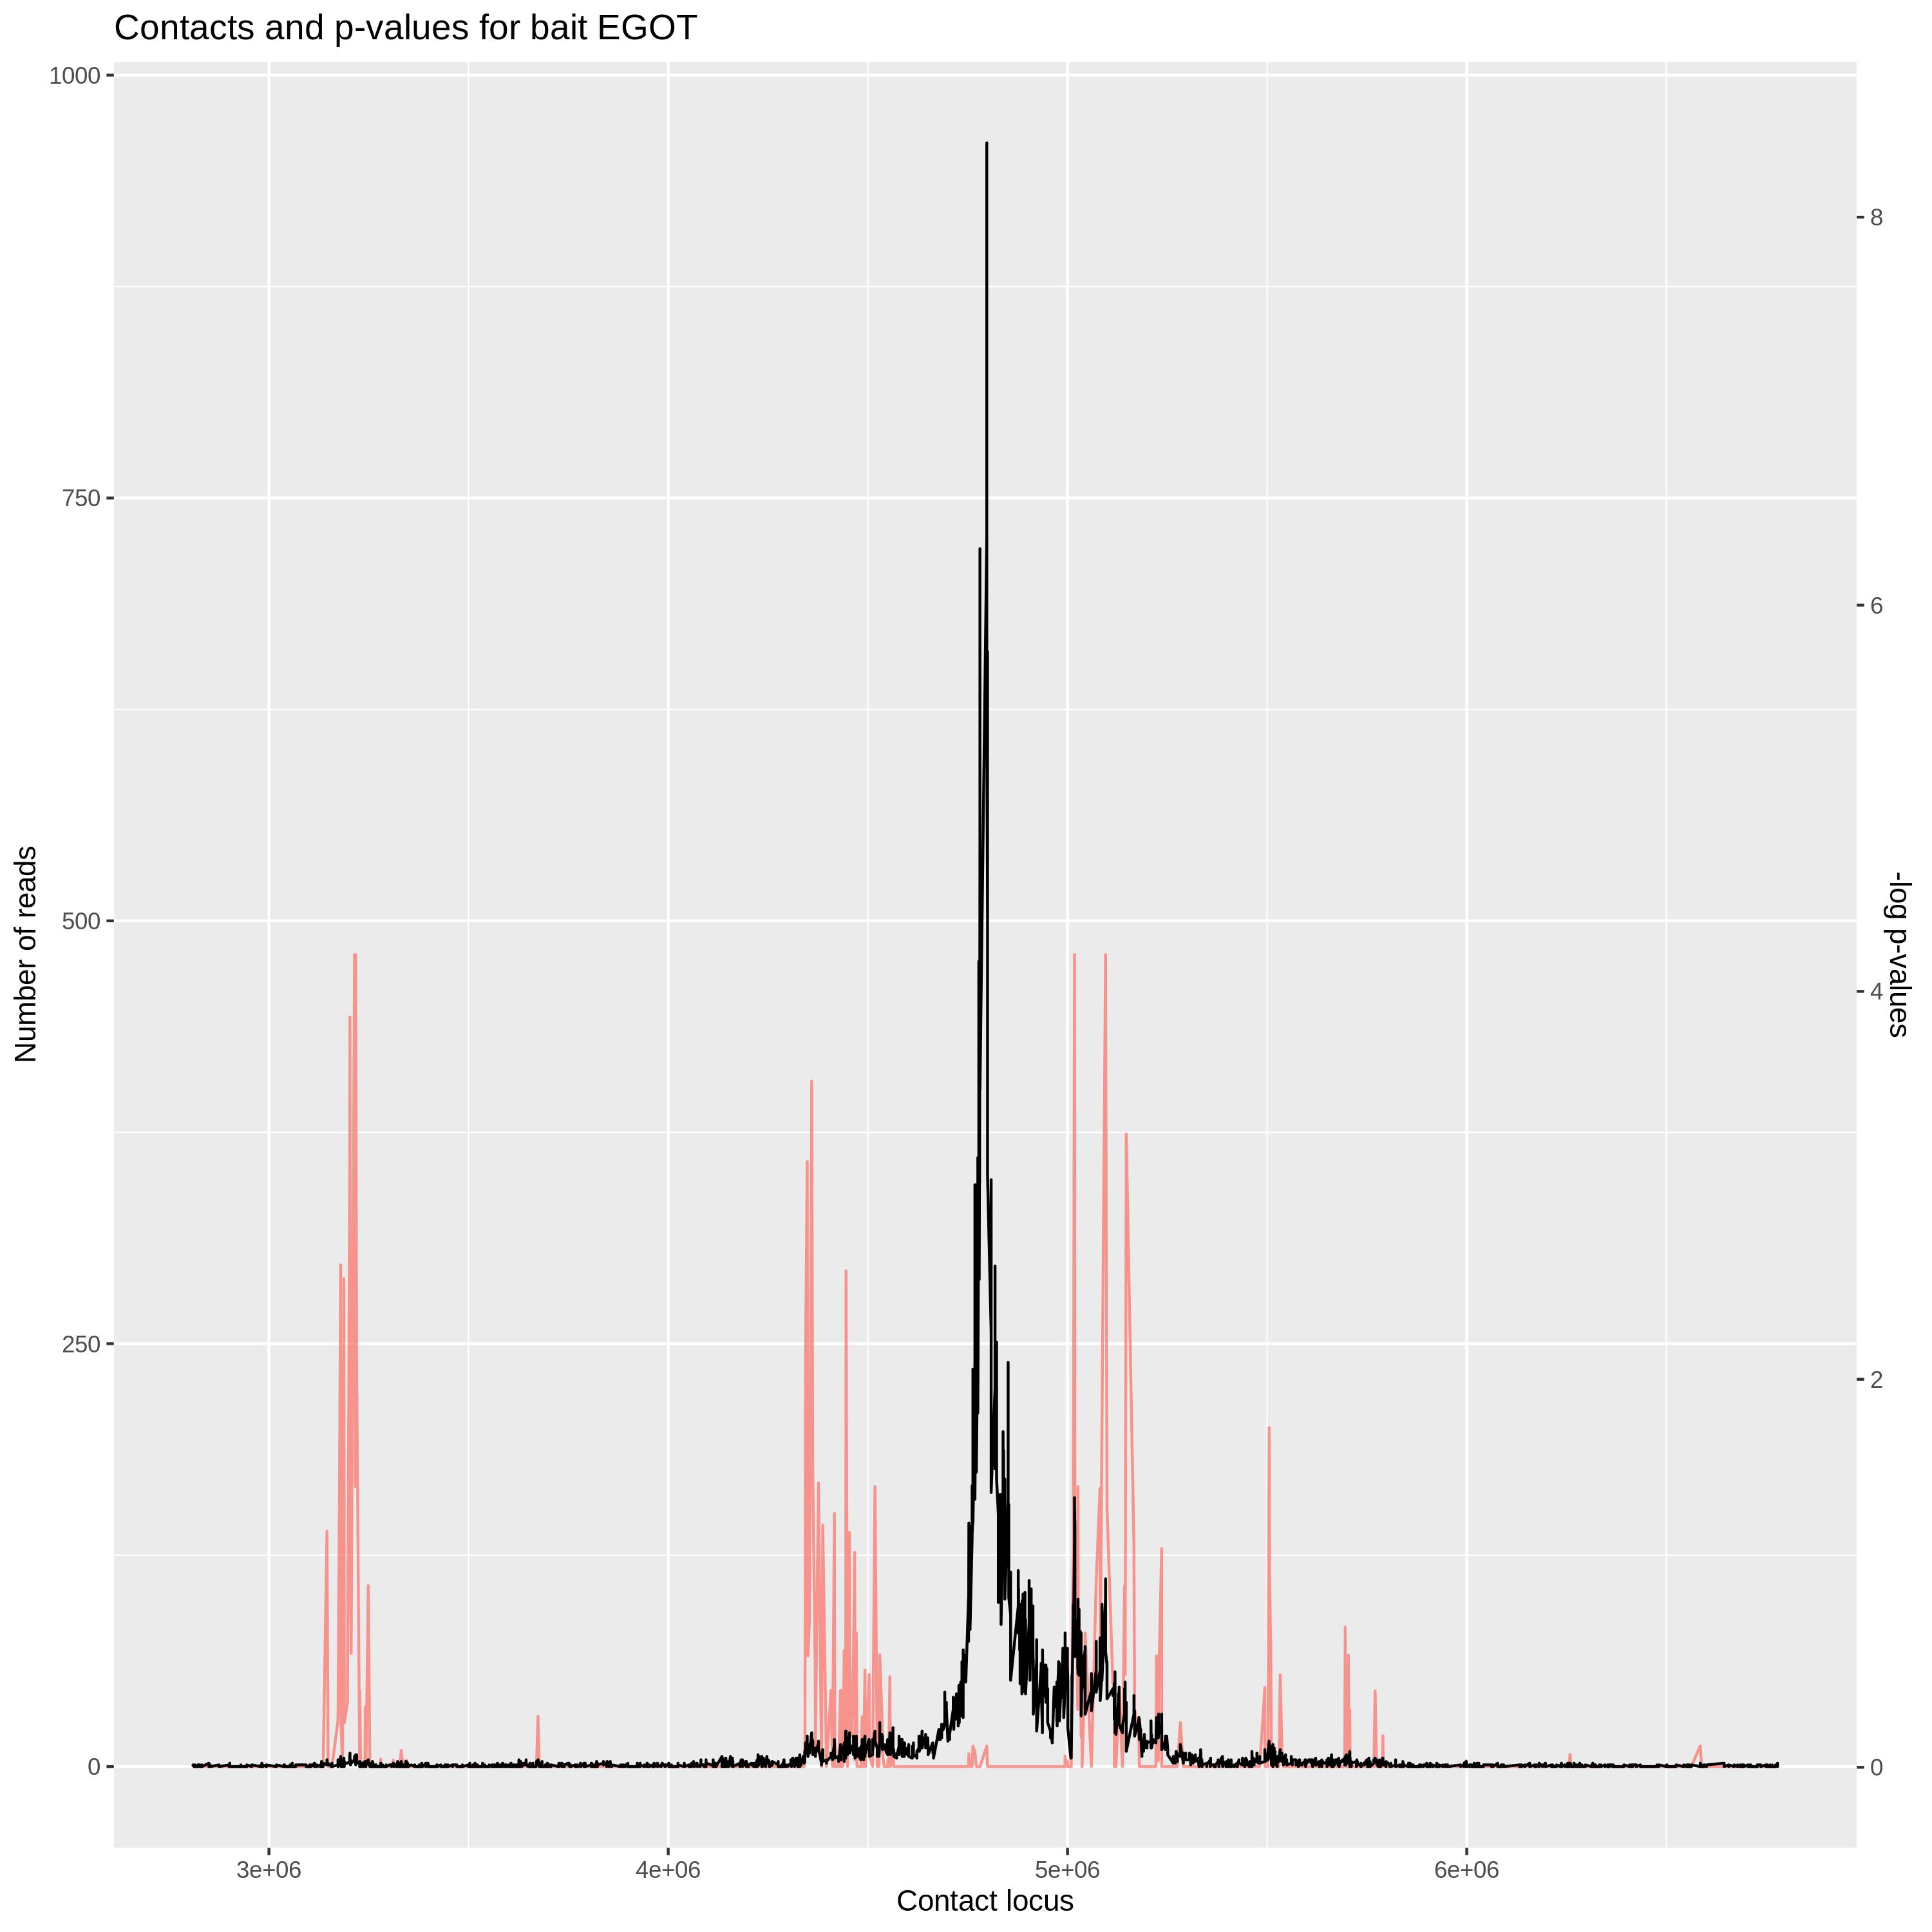 Contacts and p-values for bait EGOT
1000
750
500
250
0
Number of reads
8
6
4
2
0
-log p-values
3e+06
4e+06
5e+06
6e+06
Contact locus